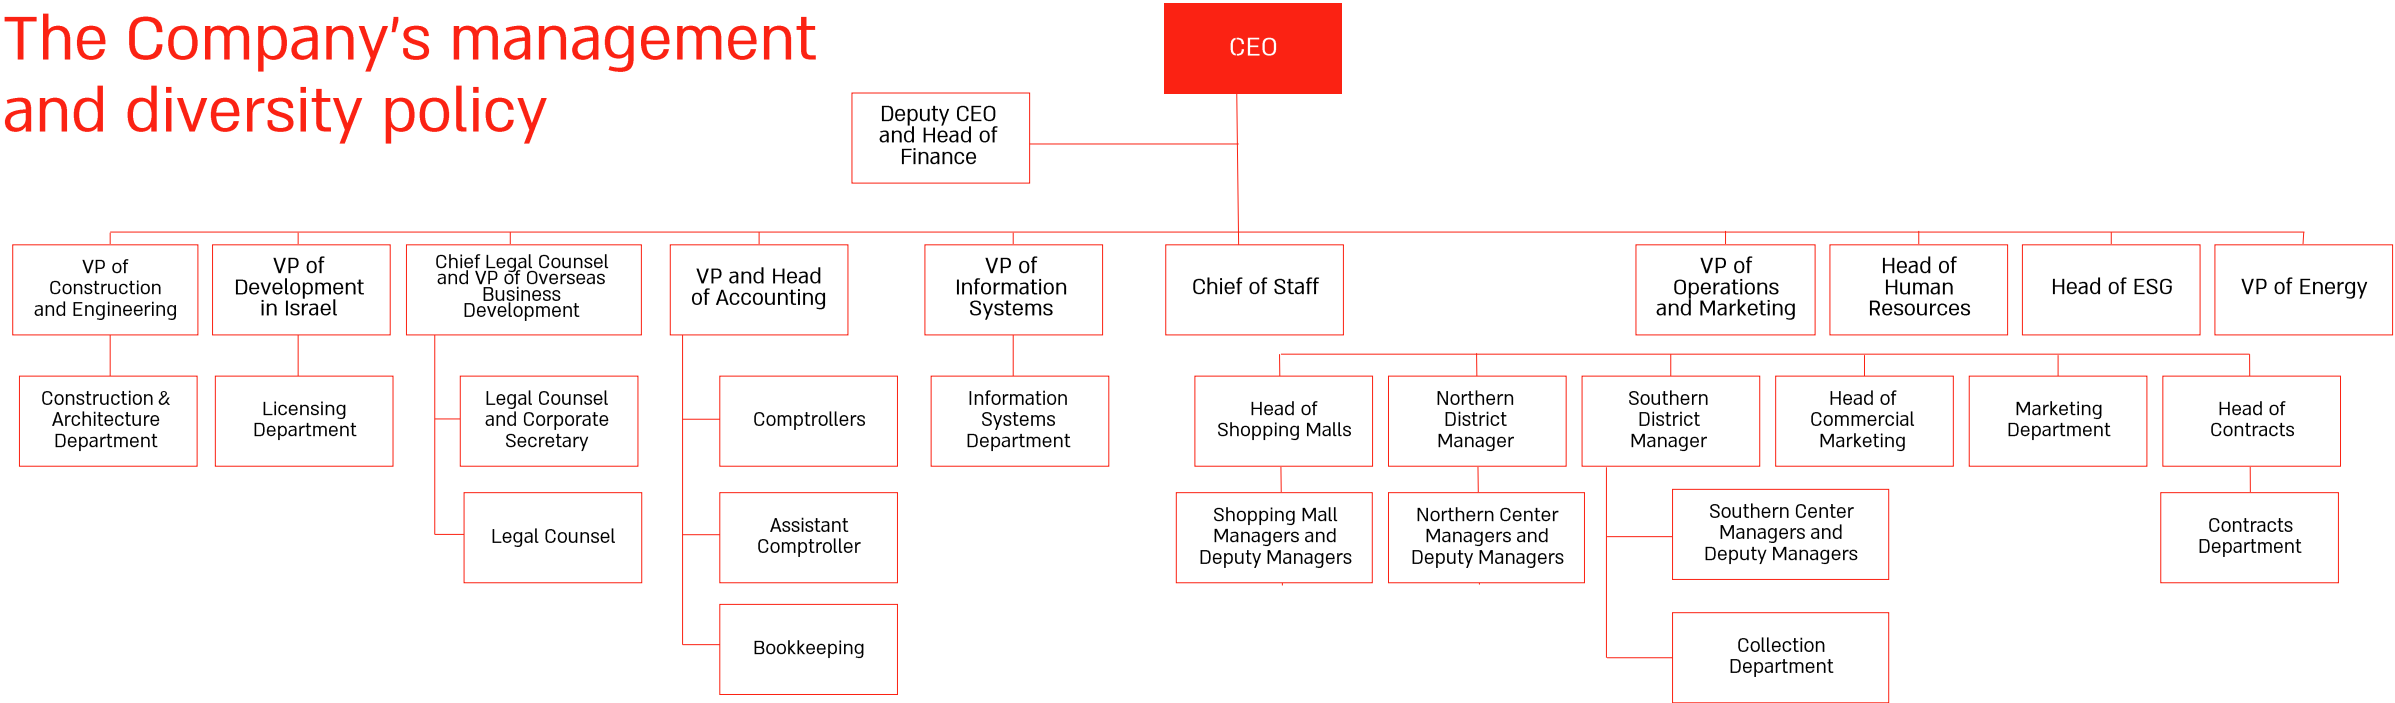 The Company's management
and diversity policy
CEO
Deputy CEO
and Head of
Finance
VP of
Construction
and Engineering
VP of
Development
in Israel
Chief Legal Counsel
and VP of Overseas
Business
Development
VP and Head
of Accounting
VP of
Information
Systems
Chief of Staff
VP of
Operations
and Marketing
Head of
Human
Resources
Head of ESG
VP of Energy
Construction &
Architecture
Department
Licensing
Department
Legal Counsel
and Corporate
Secretary
Comptrollers
Information
Systems
Department
Head of
Shopping Malls
Northern
District
Manager
Southern
District
Manager
Head of
Commercial
Marketing
Marketing
Department
Head of
Contracts
Legal Counsel
Assistant
Comptroller
Shopping Mall
Managers and
Deputy Managers
Northern Center
Managers and
Deputy Managers
Southern Center
Managers and
Deputy Managers
Contracts
Department
Bookkeeping
Collection
Department